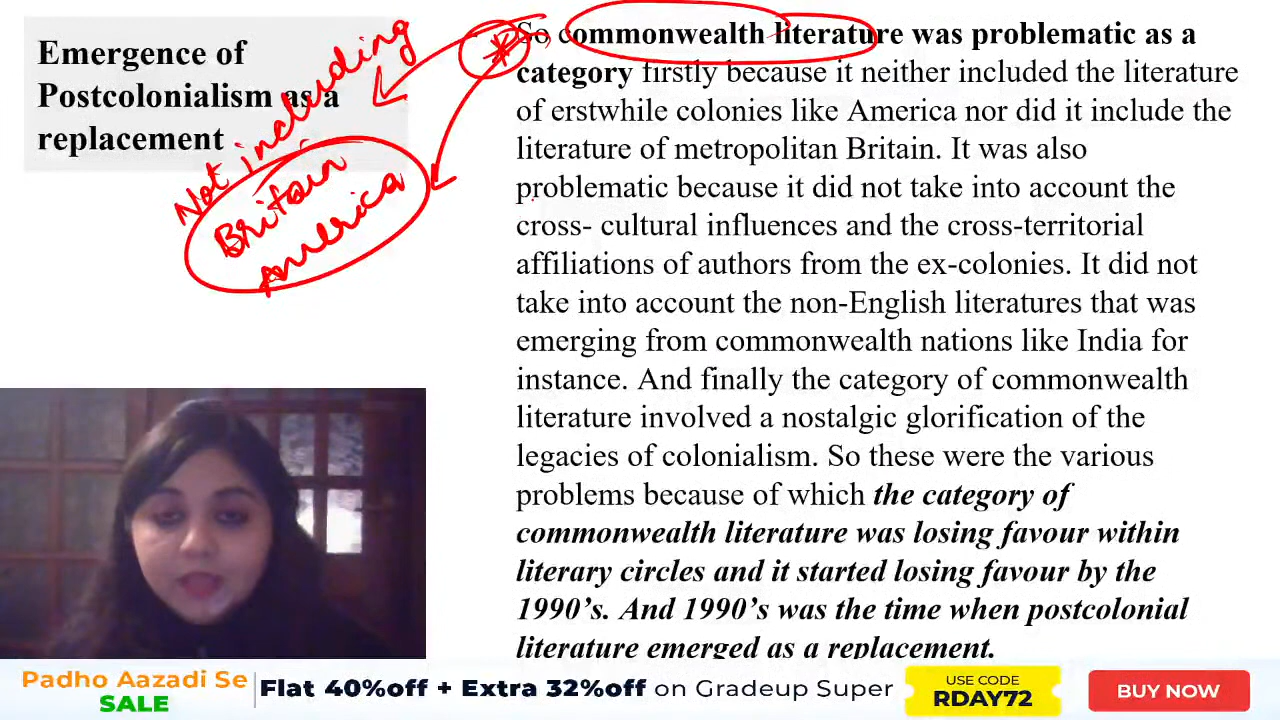 Emergence of
Postcolonialism as a
replacement
Not including
Britain
America
So commonwealth literature was problematic as a
category firstly because it neither included the literature
of erstwhile colonies like America nor did it include the
literature of metropolitan Britain. It was also
problematic because it did not take into account the
cross- cultural influences and the cross-territorial
affiliations of authors from the ex-colonies. It did not
take into account the non-English literatures that was
emerging from commonwealth nations like India for
instance. And finally the category of commonwealth
literature involved a nostalgic glorification of the
legacies of colonialism. So these were the various
problems because of which the category of
commonwealth literature was losing favour within
literary circles and it started losing favour by the
1990’s. And 1990’s was the time when postcolonial
literature emerged as a replacement.
Padho Aazadi Se
SALE
Flat 40%off + Extra 32%off on Gradeup Super
USE CODE
RDAY72
BUY NOW